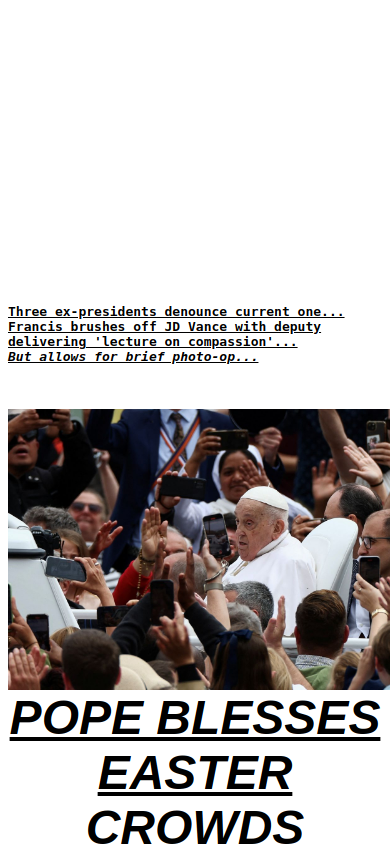 Three ex-presidents denounce current one...
Francis brushes off JD Vance with deputy
delivering 'lecture on compassion'...
But allows for brief photo-op...
POPE BLESSES
EASTER
CROWDS